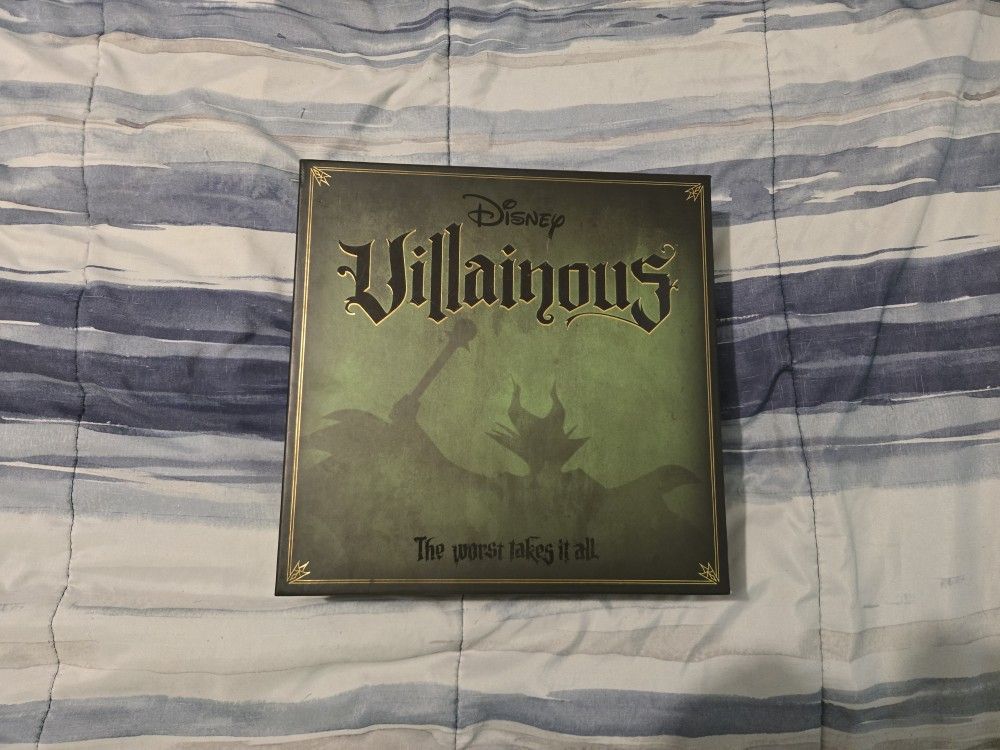 Disney
Villainous
The worst takes it all.